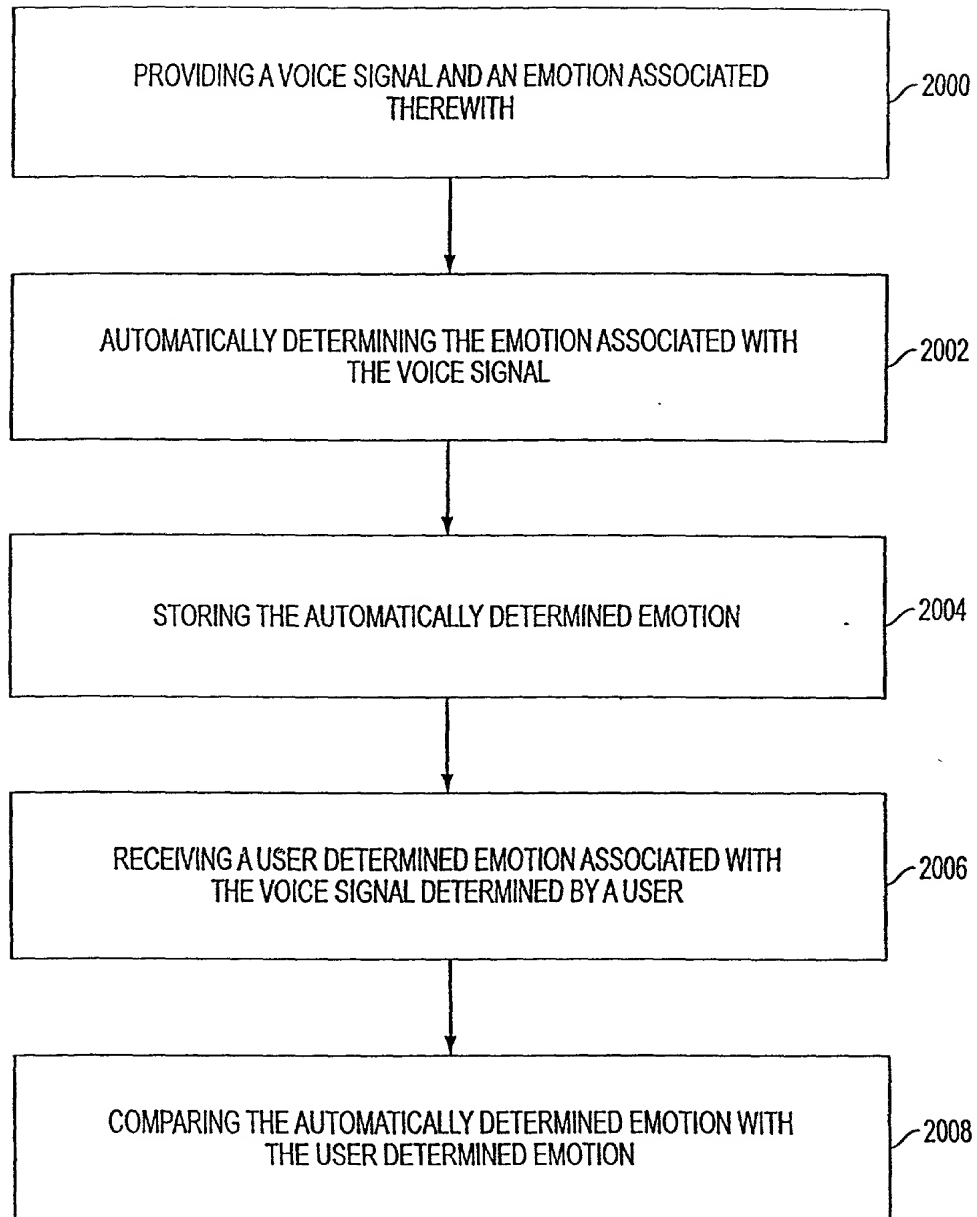 PROVIDING A VOICE SIGNAL AND AN EMOTION ASSOCIATED
THEREWITH
2000
AUTOMATICALLY DETERMINING THE EMOTION ASSOCIATED WITH
THE VOICE SIGNAL
2002
STORING THE AUTOMATICALLY DETERMINED EMOTION
2004
RECEIVING A USER DETERMINED EMOTION ASSOCIATED WITH
THE VOICE SIGNAL DETERMINED BY A USER
2006
COMPARING THE AUTOMATICALLY DETERMINED EMOTION WITH
THE USER DETERMINED EMOTION
2008